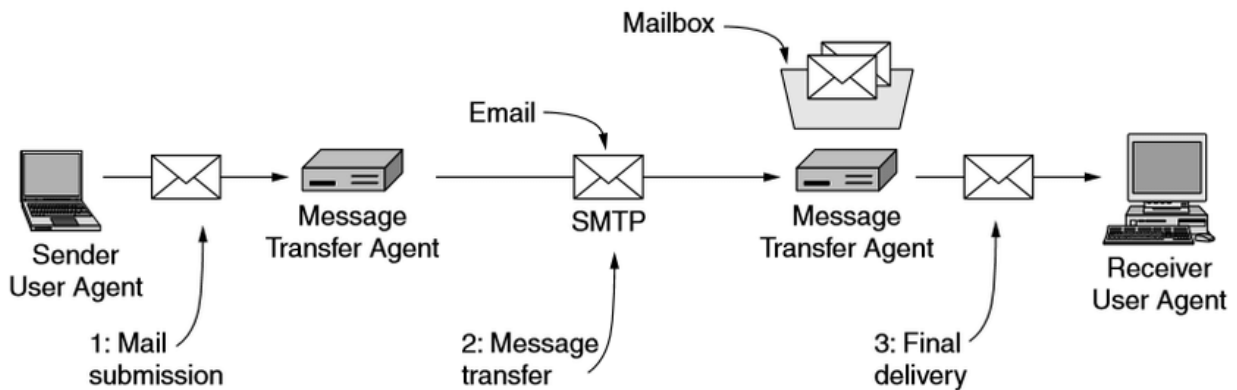 Mailbox
Email
Sender
User Agent
Message
Transfer Agent
SMTP
Message
Transfer Agent
Receiver
User Agent
1: Mail
submission
2: Message
transfer
3: Final
delivery